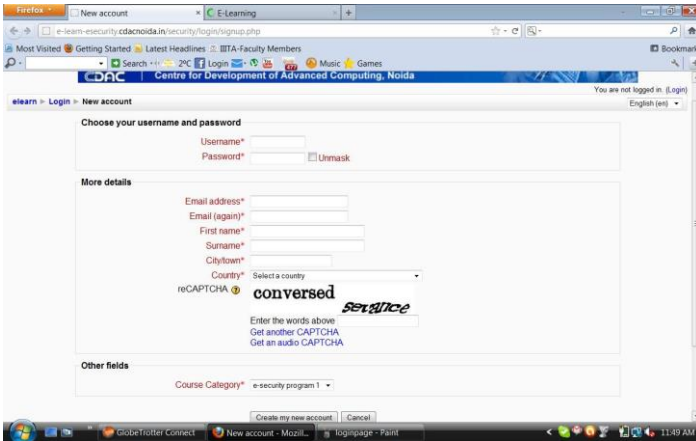 Firefox
New account
E-Learning
e-learn-esecurity.cdacnoida.in/security/login/signup.php
Most Visited Getting Started Latest Headlines IIITA-Faculty Members
Bookmar
Search 2ºC Login Music Games
CDAC Centre for Development of Advanced Computing, Noida
You are not logged in. (Login)
elearn Login New account
English (en)
Choose your username and password
Username*
Password* Unmask
More details
Email address*
Email (again)*
First name*
Surname*
City/town*
Country* Select a country
reCAPTCHA
conversed
Enter the words above
Get another CAPTCHA
Get an audio CAPTCHA
Other fields
Course Category* e-security program 1
Create my new account Cancel
GlobeTrotter Connect New account - Mozill... loginpage - Paint 11:49 AM